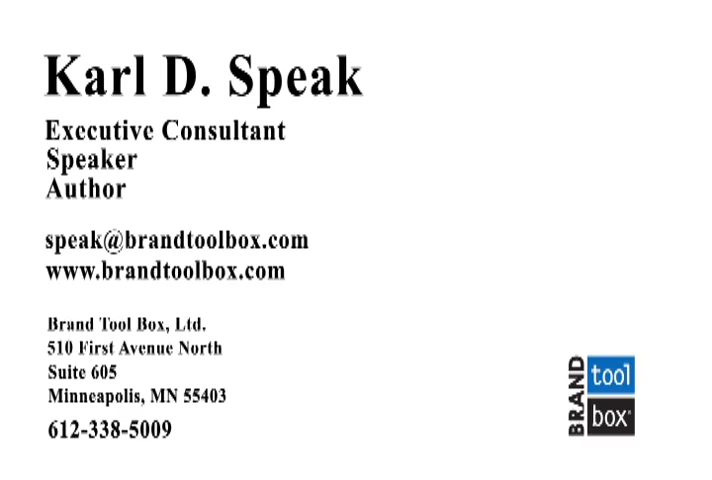 Karl D. Speak
Executive Consultant
Speaker
Author
speak@brandtoolbox.com
www.brandtoolbox.com
Brand Tool Box, Ltd.
510 First Avenue North
Suite 605
Minneapolis, MN 55403
612-338-5009
BRAND
tool
box